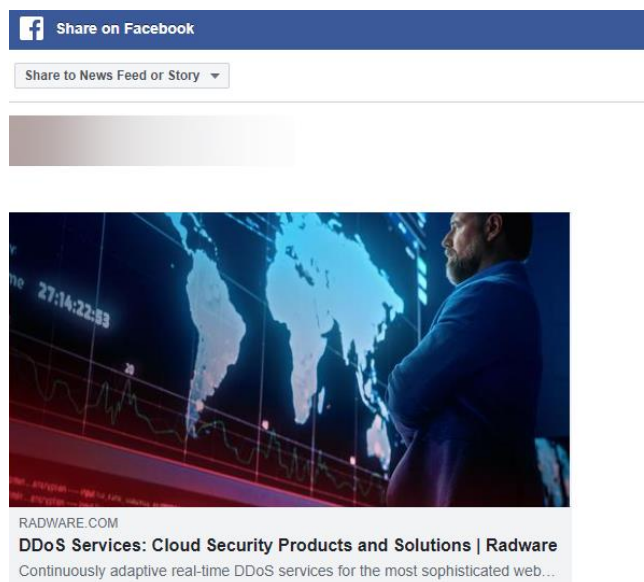 Share on Facebook
Share to News Feed or Story
27:14:22:53
RADWARE.COM
DDoS Services: Cloud Security Products and Solutions | Radware
Continuously adaptive real-time DDoS services for the most sophisticated web...